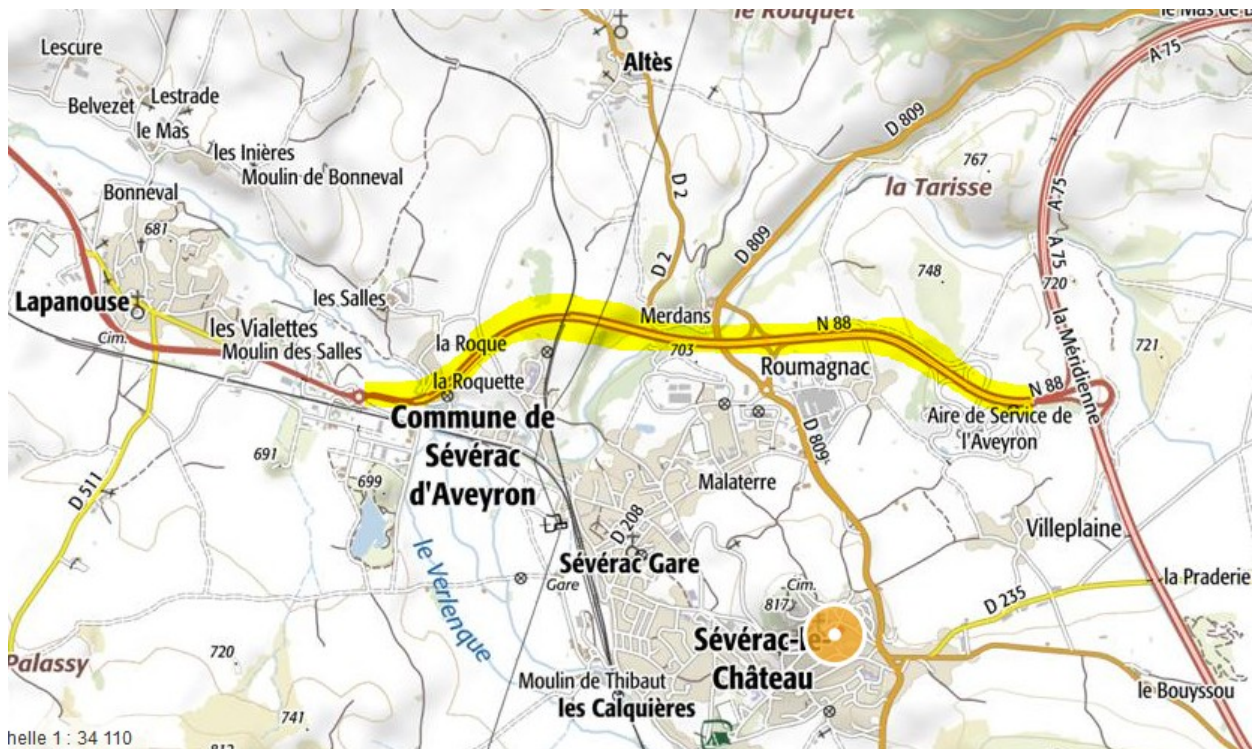 le Rouquet
le Mas de
A 75
Lescure
Altès
Belvezet
Lestrade
le Mas
D 809
les Inières
Moulin de Bonneval
767
la Tarisse
Bonneval
D 2
A 75
681
D 809
D 2
A 75
748
720
Lapanouse
les Salles
Merdans
la Méridienne
Cim.
les Vialettes
Moulin des Salles
la Roque
703
N 88
721
Roumagnac
la Roquette
N 88
Commune de
Sévérac
d'Aveyron
Aire de Service de
l'Aveyron
D 809
691
699
D 511
Malaterre
D 208
Villeplaine
le Verlenque
Sévérac Gare
Gare
Cim.
817
la Praderie
D 235
Sévérac-le-
Château
Palassy
720
Moulin de Thibaut
les Calquières
le Bouyssou
741
helle 1 : 34 110